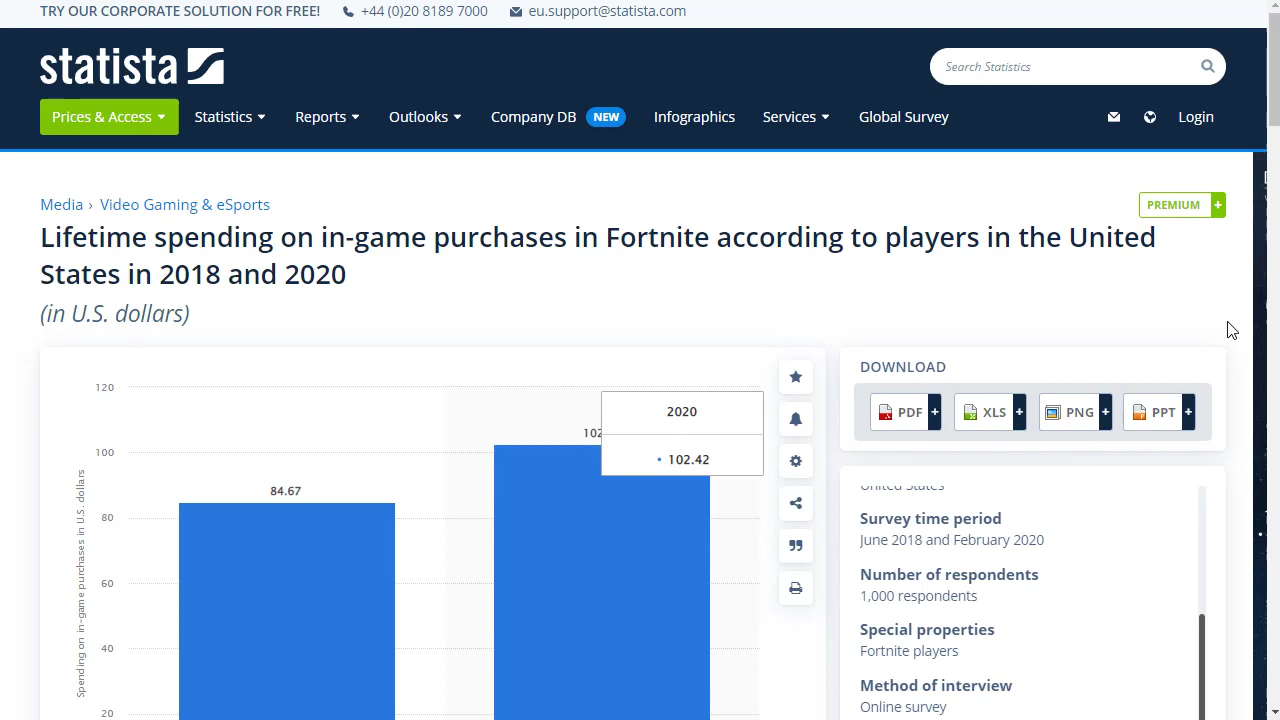 TRY OUR CORPORATE SOLUTION FOR FREE! +44 (0)20 8189 7000 eu.support@statista.com
statista
Search Statistics
Prices & Access Statistics Reports Outlooks Company DB NEW Infographics Services Global Survey Login
Media › Video Gaming & eSports
PREMIUM +
Lifetime spending on in-game purchases in Fortnite according to players in the United
States in 2018 and 2020
(in U.S. dollars)
Spending on in-game purchases in U.S. dollars
120
100
80
60
40
20
84.67
102
2020
• 102.42
DOWNLOAD
PDF + XLS + PNG + PPT +
United States
Survey time period
June 2018 and February 2020
Number of respondents
1,000 respondents
Special properties
Fortnite players
Method of interview
Online survey